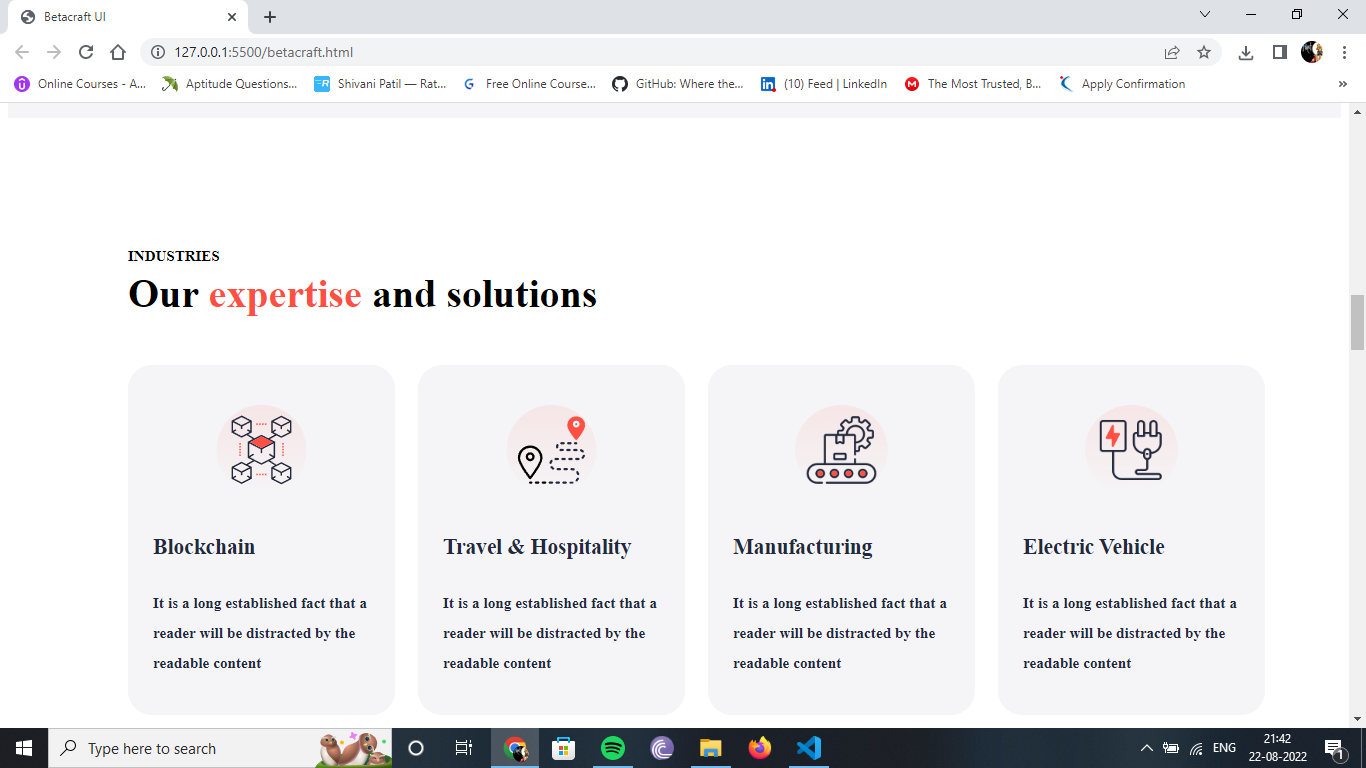 Betacraft UI
127.0.0.1:5500/betacraft.html
Online Courses - A... Aptitude Questions... Shivani Patil — Rat... Free Online Course... GitHub: Where the... (10) Feed | LinkedIn The Most Trusted, B... Apply Confirmation »
INDUSTRIES
Our expertise and solutions
Blockchain
It is a long established fact that a
reader will be distracted by the
readable content
Travel & Hospitality
It is a long established fact that a
reader will be distracted by the
readable content
Manufacturing
It is a long established fact that a
reader will be distracted by the
readable content
Electric Vehicle
It is a long established fact that a
reader will be distracted by the
readable content
Type here to search
ENG
21:42
22-08-2022
1